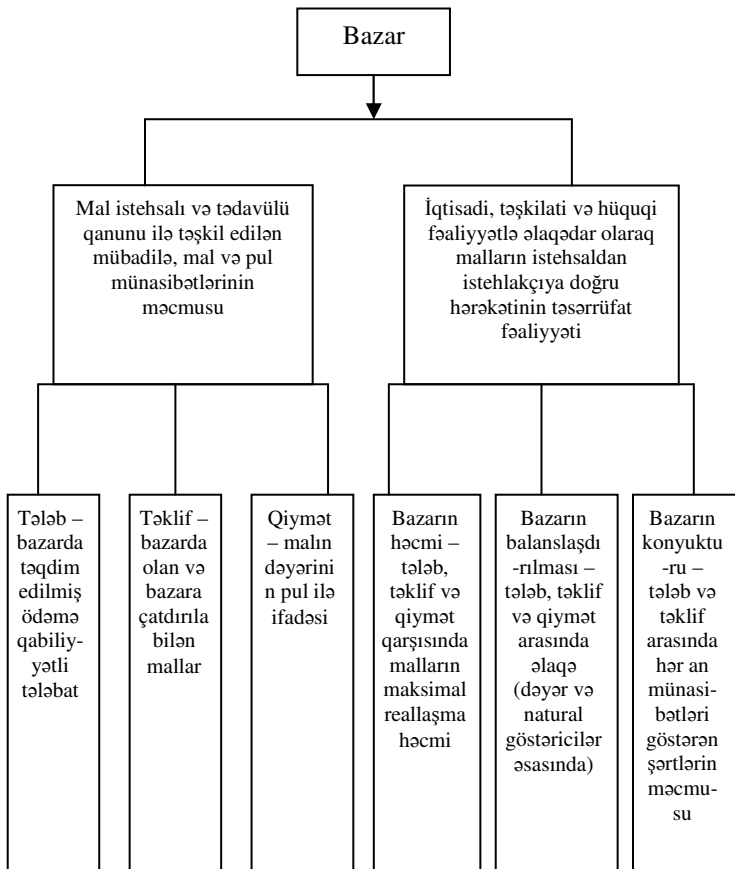 Bazar
Mal istehsalı və tədavülü
qanunu ilə təşkil edilən
mübadilə, mal və pul
münasibətlərinin
məcmusu
İqtisadi, təşkilati və hüquqi
fəaliyyətlə əlaqədar olaraq
malların istehsaldan
istehlakçıya doğru
hərəkətinin təsərrüfat
fəaliyyəti
Tələb –
bazarda
təqdim
edilmiş
ödəmə
qabiliy-
yətli
tələbat
Təklif –
bazarda
olan və
bazara
çatdırıla
bilən
mallar
Qiymət
– malın
dəyərini
n pul ilə
ifadəsi
Bazarın
həcmi –
tələb,
təklif və
qiymət
qarşısında
malların
maksimal
reallaşma
həcmi
Bazarın
balanslaşdı
-rılması –
tələb, təklif
və qiymət
arasında
əlaqə
(dəyər və
natural
göstəricilər
əsasında)
Bazarın
konyuktu
-ru –
tələb və
təklif
arasında
hər an
münasi-
bətləri
göstərən
şərtlərin
məcmu-
su